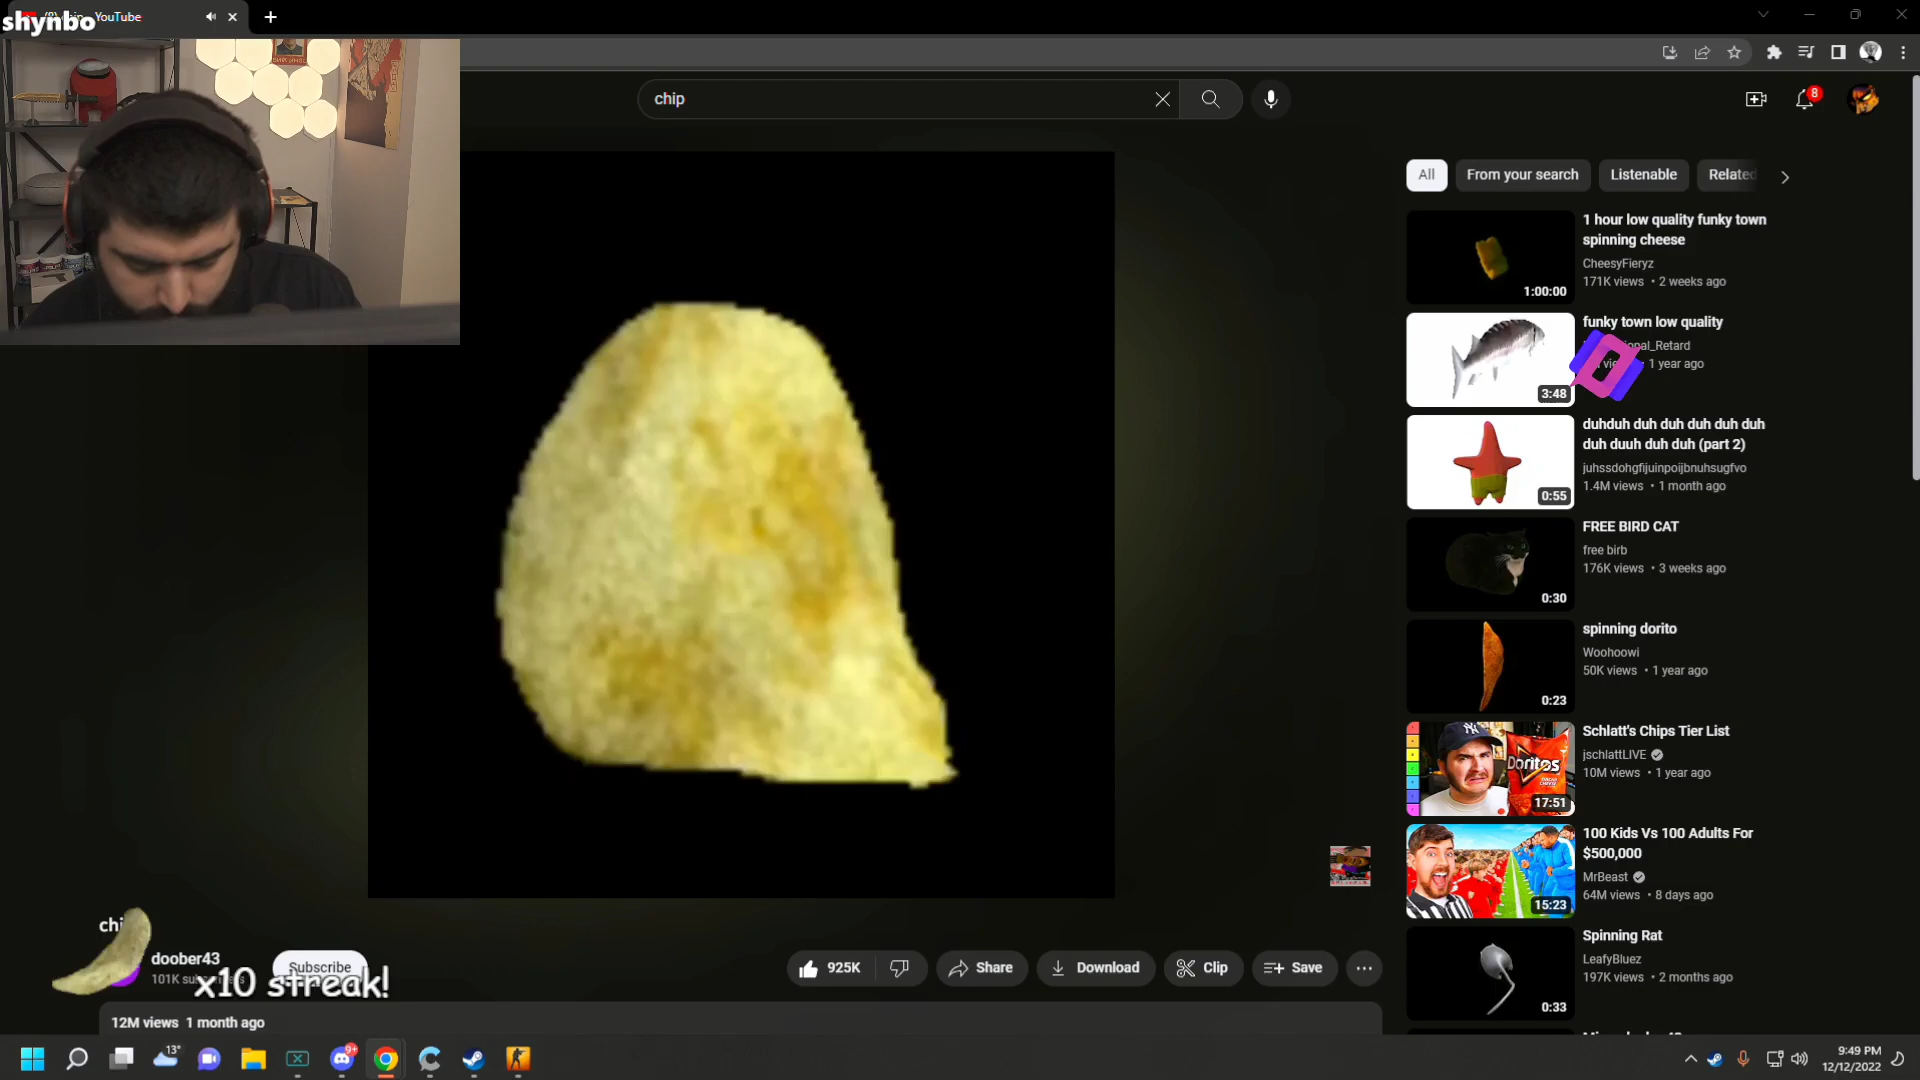 shynbo
YouTube
chip
8
All
From your search
Listenable
Related
1 hour low quality funky town
spinning cheese
CheesyFieryz
171K views • 2 weeks ago
1:00:00
funky town low quality
1 year ago
3:48
duhduh duh duh duh duh duh
duh duuh duh duh (part 2)
juhssdohgfijuinpoijbnuhsugfvo
1.4M views • 1 month ago
0:55
FREE BIRD CAT
free birb
176K views • 3 weeks ago
0:30
spinning dorito
Woohoowi
50K views • 1 year ago
0:23
Schlatt's Chips Tier List
jschlattLIVE
10M views • 1 year ago
Doritos
17:51
100 Kids Vs 100 Adults For
$500,000
MrBeast
64M views • 8 days ago
15:23
Spinning Rat
LeafyBluez
197K views • 2 months ago
0:33
chi
doober43
101K
Subscribe
x10 streak!
925K
Share
Download
Clip
Save
12M views 1 month ago
13°
9+
9:49 PM
12/12/2022